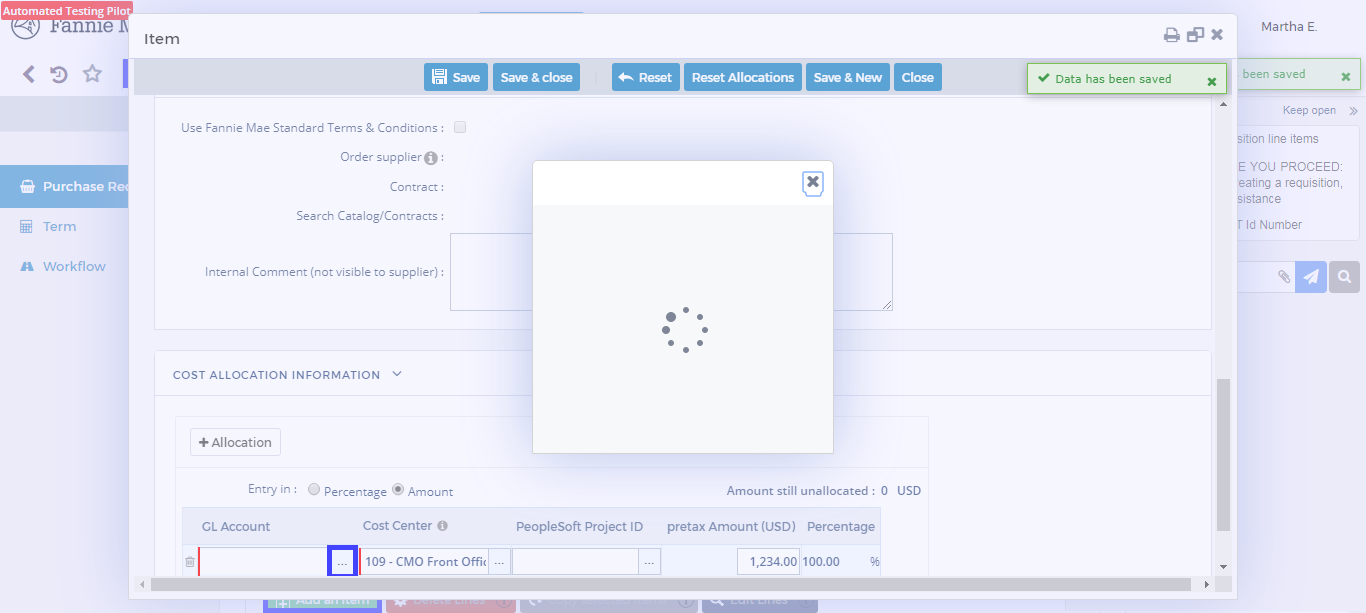 Automated Testing Pilot
Fannie M
Martha E.
Item
Save
Save & close
Reset
Reset Allocations
Save & New
Close
Data has been saved
been saved
Keep open
Use Fannie Mae Standard Terms & Conditions :
Order supplier :
Contract :
Search Catalog/Contracts :
Internal Comment (not visible to supplier) :
sition line items
E YOU PROCEED:
eating a requisition,
sistance
T Id Number
Purchase Rec
Term
Workflow
COST ALLOCATION INFORMATION
+ Allocation
Entry in : Percentage Amount
Amount still unallocated : 0 USD
GL Account Cost Center PeopleSoft Project ID pretax Amount (USD) Percentage
... 109 - CMO Front Offic ... ... 1,234.00 100.00 %
Add an item
Delete Lines
Edit Lines